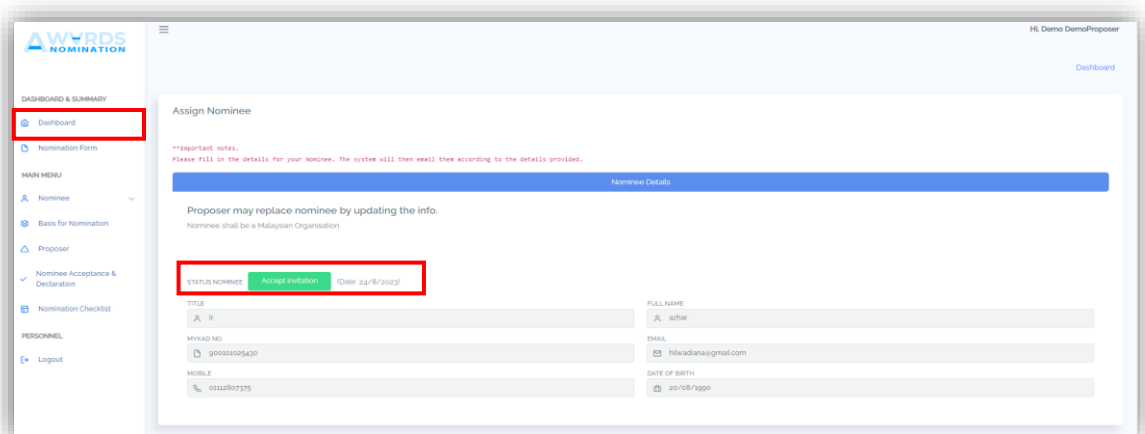 AWARDS
NOMINATION
Hi, Demo DemoProposer
Dashboard
DASHBOARD & SUMMARY
Dashboard
Nomination Form
MAIN MENU
Nominee
Basis for Nomination
Proposer
Nominee Acceptance &
Declaration
Nomination Checklist
PERSONNEL
Logout
Assign Nominee
**Important notes.
Please fill in the details for your Nominee. The system will then email them according to the details provided.
Nominee Details
Proposer may replace nominee by updating the info.
Nominee shall be a Malaysian Organisation.
STATUS NOMINEE Accept invitation (Date :24/8/2023)
TITLE
FULL NAME
azhar
MYKAD NO.
900101025430
EMAIL
hilwadiana@gmail.com
MOBILE
01112807375
DATE OF BIRTH
20/08/1990